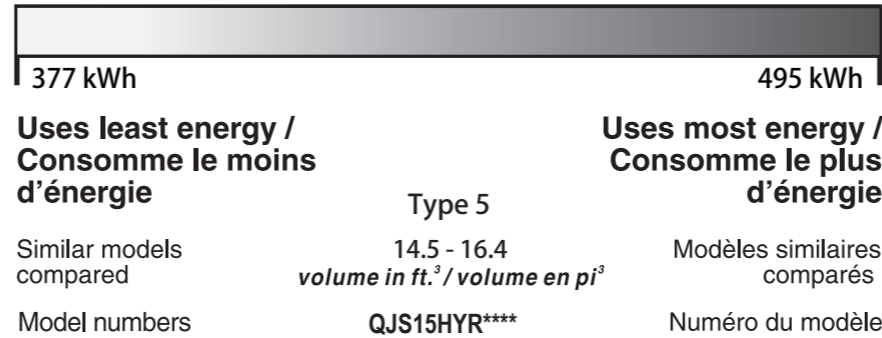 377 kWh 495 kWh
Uses least energy /
Consomme le moins
d'énergie
Uses most energy /
Consomme le plus
d'énergie
Type 5
Similar models
compared
14.5 - 16.4
volume in ft.³ / volume en pi³
Modèles similaires
comparés
Model numbers QJS15HYR**** Numéro du modèle